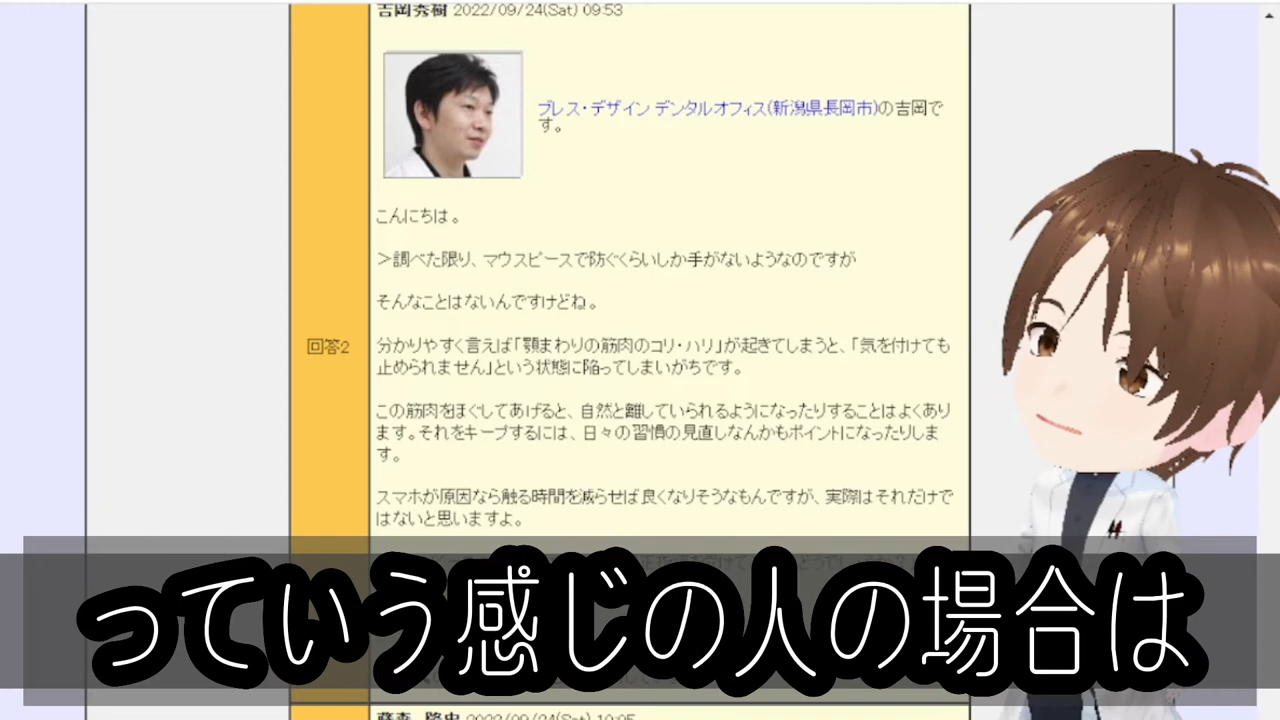 吉岡秀樹 2022/09/24(Sat) 09:53
ブレス・デザイン デンタルオフィス(新潟県長岡市)の吉岡で
す。
こんにちは。
>調べた限り、マウスピースで防ぐくらいしか手がないようなのですが
そんなことはないんですけどね。
回答2
分かりやすく言えば「顎まわりの筋肉のコリ・ハリ」が起きてしまうと、「気を付けても
止められません」という状態に陥ってしまいがちです。
この筋肉をほぐしてあげると、自然と離していられるようになったりすることはよくあり
ます。それをキープするには、日々の習慣の見直しなんかもポイントになったりしま
す。
スマホが原因なら触る時間を減らせば良くなりそうなもんですが、実際はそれだけで
はないと思いますよ。
っていう感じの人の場合は
2022/09/24(Sat) 10:05